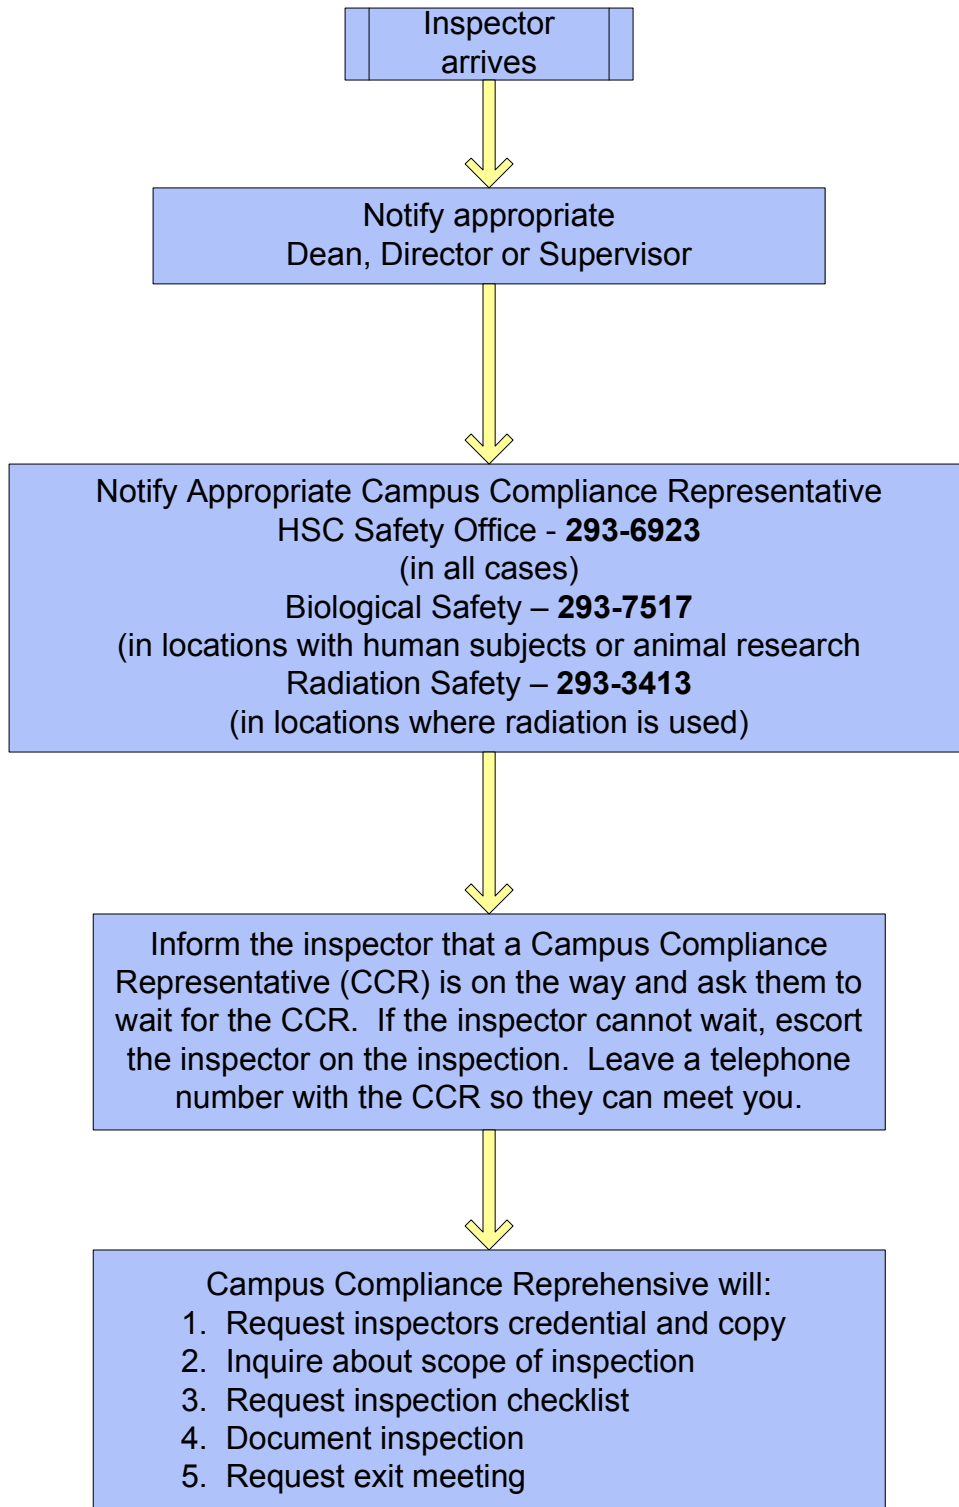 Inspector
arrives
Notify appropriate
Dean, Director or Supervisor
Notify Appropriate Campus Compliance Representative
HSC Safety Office - 293-6923
(in all cases)
Biological Safety – 293-7517
(in locations with human subjects or animal research
Radiation Safety – 293-3413
(in locations where radiation is used)
Inform the inspector that a Campus Compliance
Representative (CCR) is on the way and ask them to
wait for the CCR.  If the inspector cannot wait, escort
the inspector on the inspection.  Leave a telephone
number with the CCR so they can meet you.
Campus Compliance Reprehensive will:
1.  Request inspectors credential and copy
2.  Inquire about scope of inspection
3.  Request inspection checklist
4.  Document inspection
5.  Request exit meeting